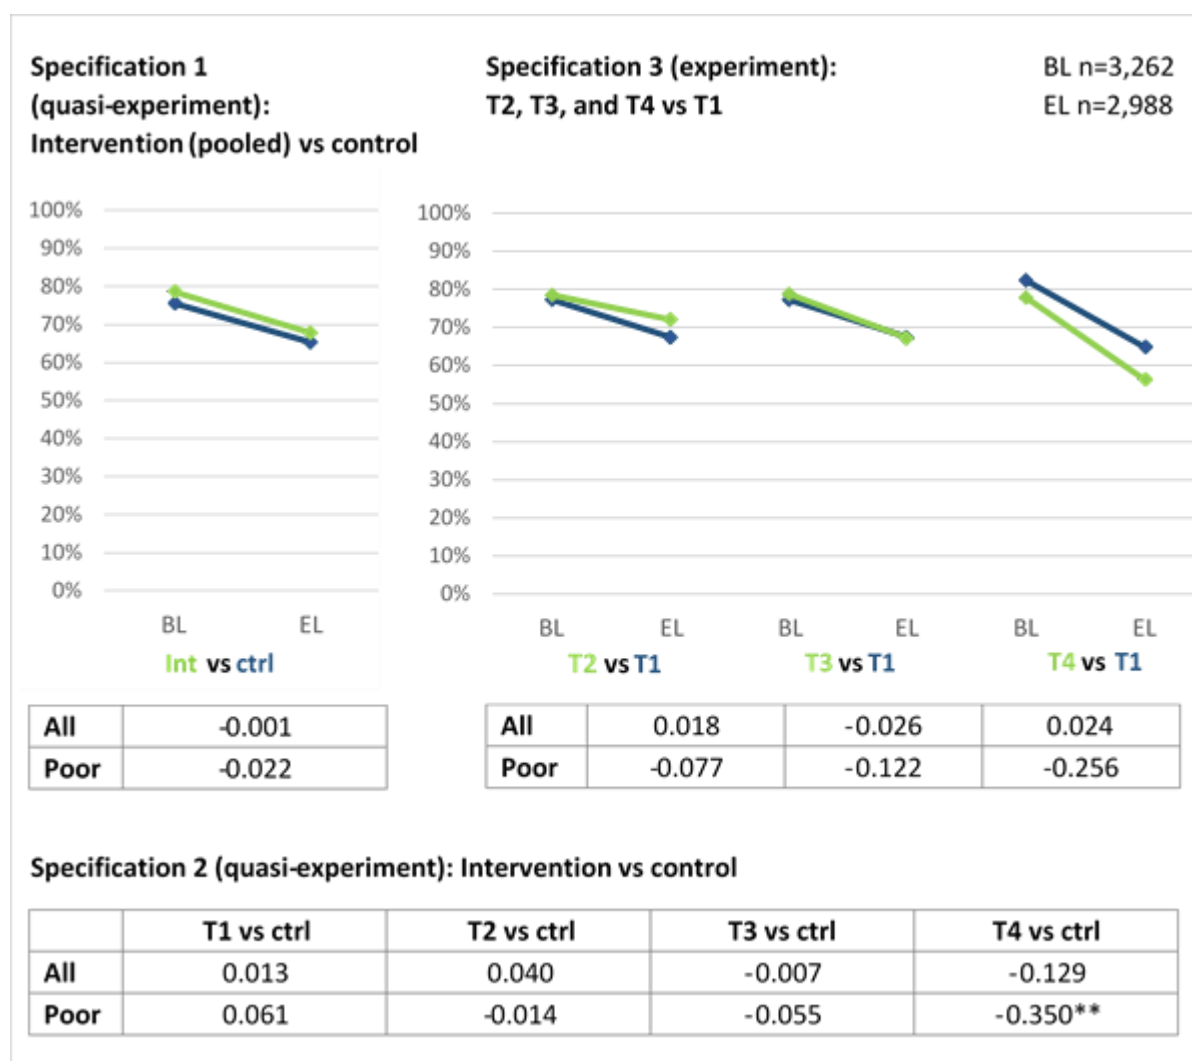 Specification 1
(quasi-experiment):
Intervention (pooled) vs control
Specification 3 (experiment):
T2, T3, and T4 vs T1
BL n=3,262
EL n=2,988
100%
90%
80%
70%
60%
50%
40%
30%
20%
10%
0%
BL EL
Int vs ctrl
100%
90%
80%
70%
60%
50%
40%
30%
20%
10%
0%
BL EL BL EL BL EL
T2 vs T1 T3 vs T1 T4 vs T1
All -0.001
Poor -0.022
All 0.018 -0.026 0.024
Poor -0.077 -0.122 -0.256
Specification 2 (quasi-experiment): Intervention vs control
T1 vs ctrl T2 vs ctrl T3 vs ctrl T4 vs ctrl
All 0.013 0.040 -0.007 -0.129
Poor 0.061 -0.014 -0.055 -0.350**